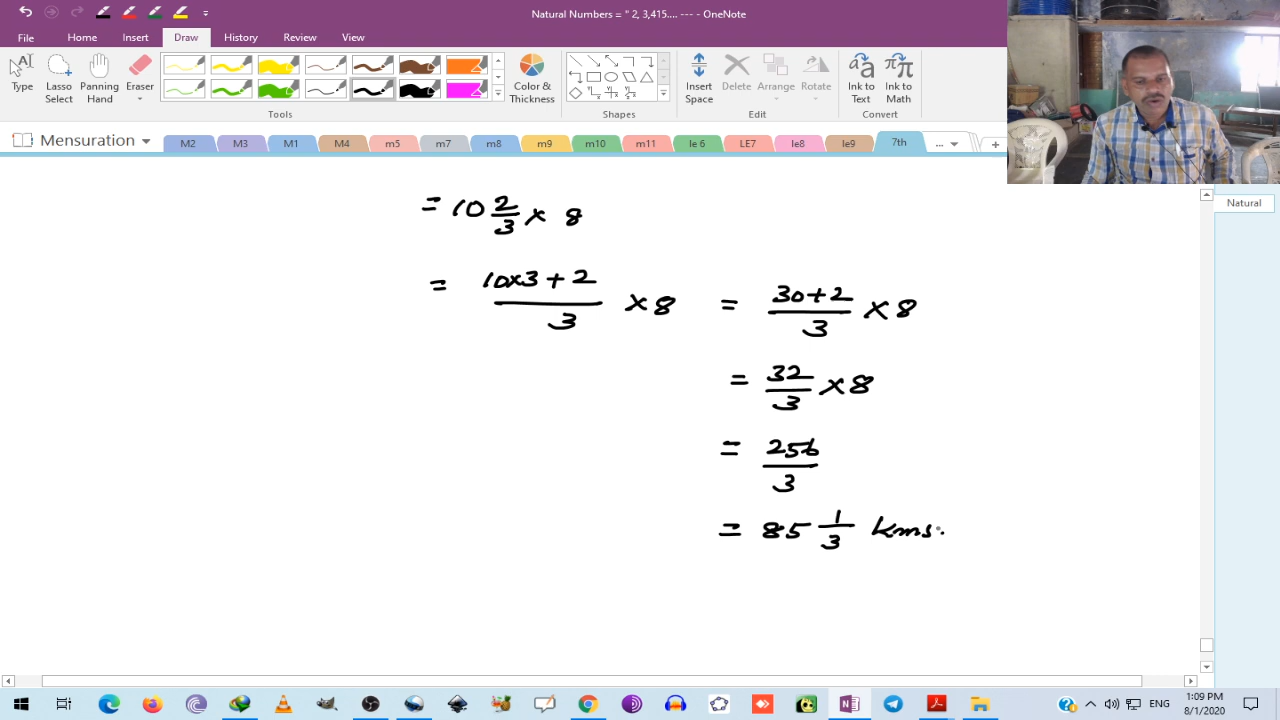 Natural Numbers = " 2, 3,415.... --- - OneNote
File Home Insert Draw History Review View
Type Lasso Select Panning Hand Eraser Color & Thickness Insert Space Delete Arrange Rotate Ink to Text Ink to Math
Tools Shapes Edit Convert
Mensuration M2 M3 M1 M4 m5 m7 m8 m9 m10 m11 le 6 LE7 le8 le9 7th ...
Natural
= 10 2/3 × 8
= 10×3+2/3 × 8 = 30+2/3 × 8
= 32/3 × 8
= 256/3
= 85 1/3 kms.
1:09 PM
ENG
8/1/2020